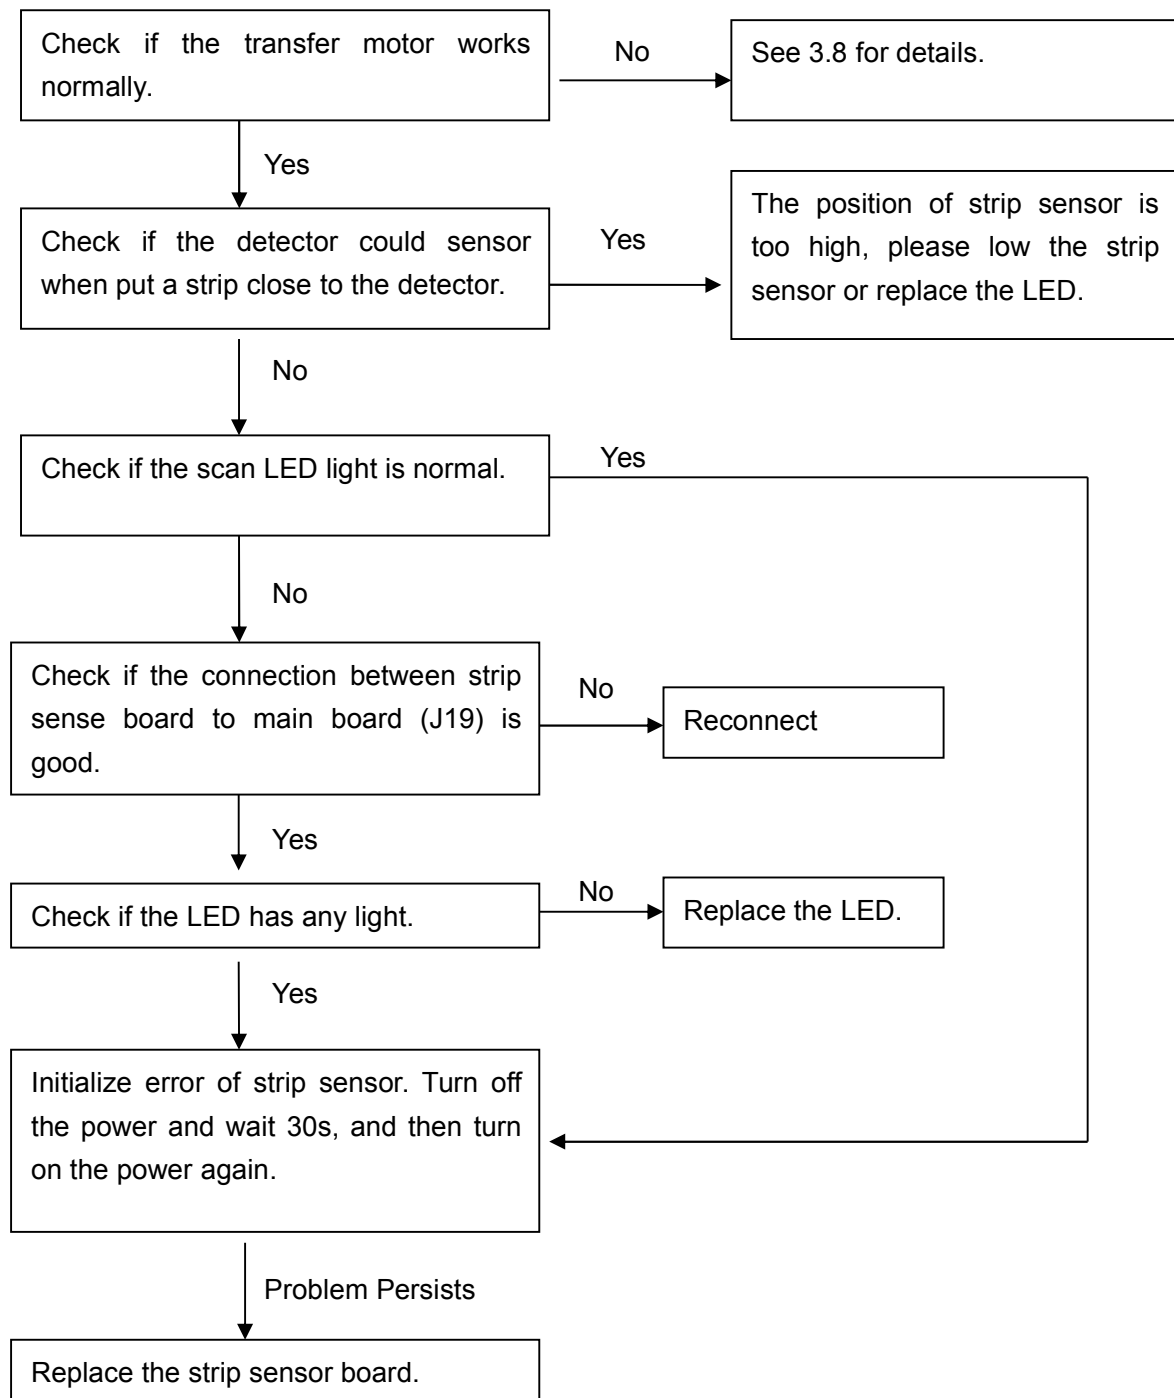 Check if the transfer motor works
normally.
No
See 3.8 for details.
Yes
Check if the detector could sensor
when put a strip close to the detector.
Yes
The position of strip sensor is
too high, please low the strip
sensor or replace the LED.
No
Check if the scan LED light is normal.
Yes
No
Check if the connection between strip
sense board to main board (J19) is
good.
No
Reconnect
Yes
Check if the LED has any light.
No
Replace the LED.
Yes
Initialize error of strip sensor. Turn off
the power and wait 30s, and then turn
on the power again.
Problem Persists
Replace the strip sensor board.